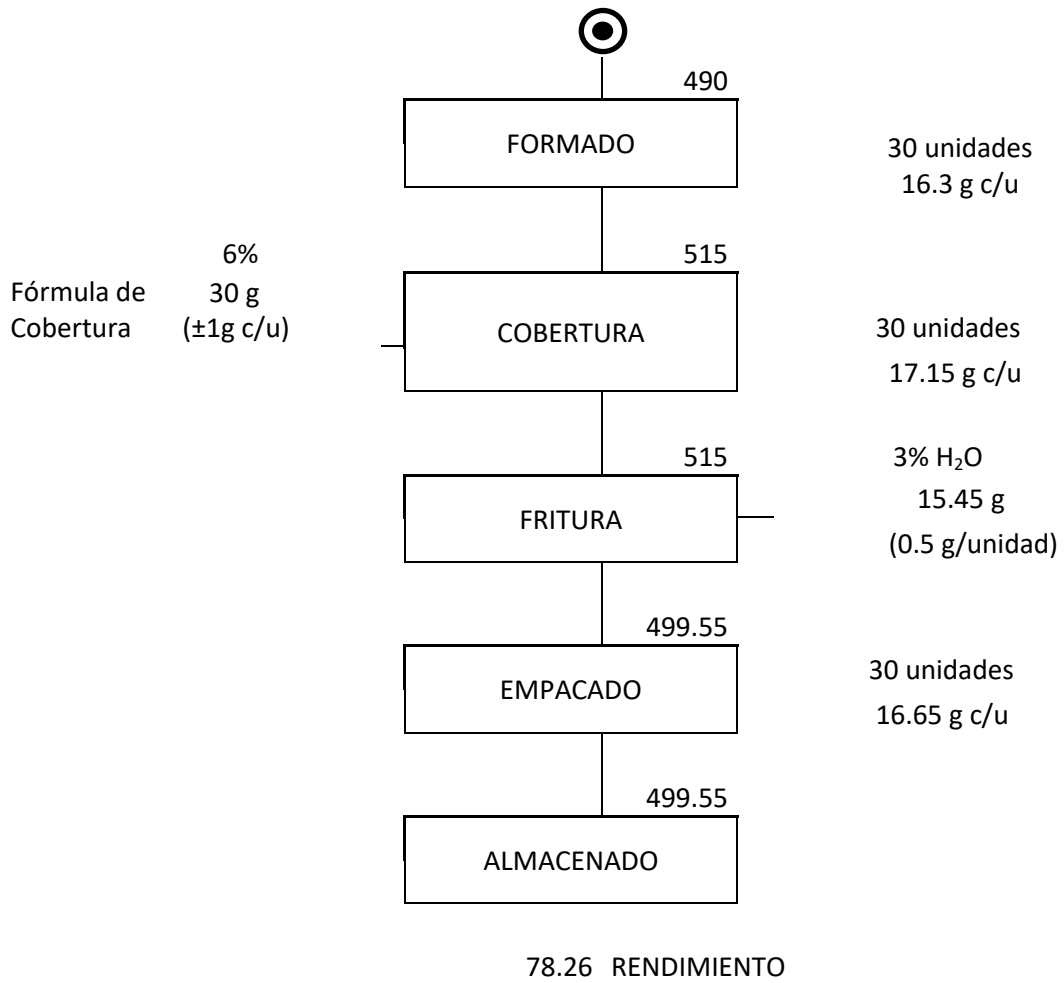 490
FORMADO
30 unidades
16.3 g c/u
6%
Fórmula de 30 g
Cobertura (±1g c/u)
515
COBERTURA
30 unidades
17.15 g c/u
515
FRITURA
3% H₂O
15.45 g
(0.5 g/unidad)
499.55
EMPACADO
30 unidades
16.65 g c/u
499.55
ALMACENADO
78.26 RENDIMIENTO